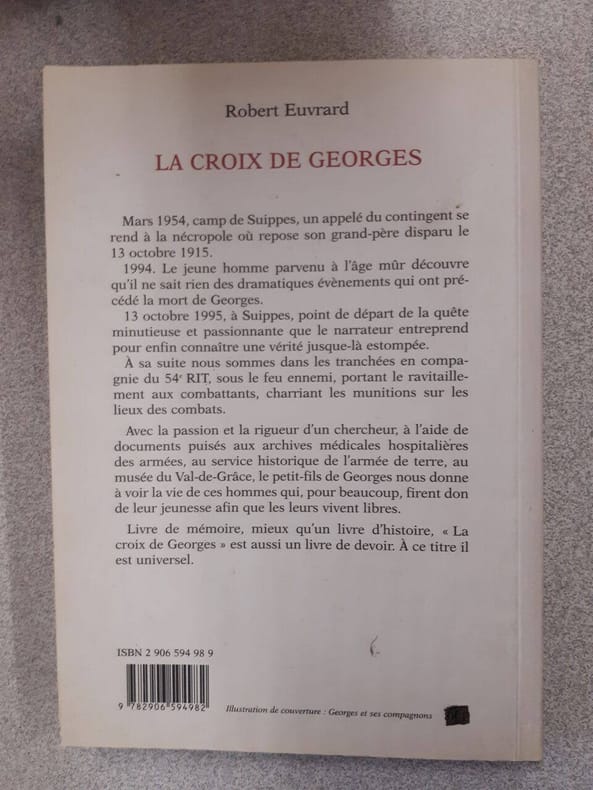 Robert Euvrard
LA CROIX DE GEORGES
Mars 1954, camp de Suippes, un appelé du contingent se
rend à la nécropole où repose son grand-père disparu le
13 octobre 1915.
1994. Le jeune homme parvenu à l'âge mûr découvre
qu'il ne sait rien des dramatiques évènements qui ont pré-
cédé la mort de Georges.
13 octobre 1995, à Suippes, point de départ de la quête
minutieuse et passionnante que le narrateur entreprend
pour enfin connaître une vérité jusque-là estompée.
À sa suite nous sommes dans les tranchées en compa-
gnie du 54e RIT, sous le feu ennemi, portant le ravitaille-
ment aux combattants, charriant les munitions sur les
lieux des combats.
Avec la passion et la rigueur d'un chercheur, à l'aide de
documents puisés aux archives médicales hospitalières
des armées, au service historique de l'armée de terre, au
musée du Val-de-Grâce, le petit-fils de Georges nous donne
à voir la vie de ces hommes qui, pour beaucoup, firent don
de leur jeunesse afin que les leurs vivent libres.
Livre de mémoire, mieux qu'un livre d'histoire, « La
croix de Georges » est aussi un livre de devoir. À ce titre il
est universel.
ISBN 2 906 594 98 9
9 782906 594982
Illustration de couverture : Georges et ses compagnons